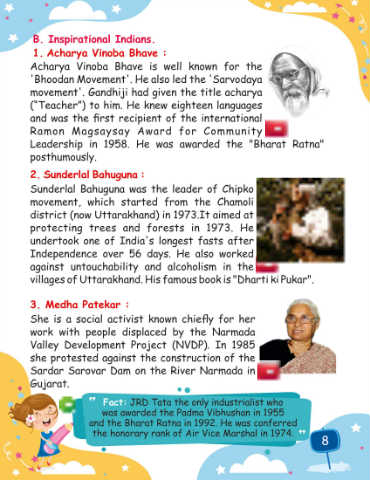 B. Inspirational Indians.
1. Acharya Vinoba Bhave :
Acharya Vinoba Bhave is well known for the
'Bhoodan Movement'. He also led the 'Sarvodaya
movement'. Gandhiji had given the title acharya
("Teacher") to him. He knew eighteen languages
and was the first recipient of the international
Ramon Magsaysay Award for Community
Leadership in 1958. He was awarded the "Bharat Ratna"
posthumously.
2. Sunderlal Bahuguna :
Sunderlal Bahuguna was the leader of Chipko
movement, which started from the Chamoli
district (now Uttarakhand) in 1973.It aimed at
protecting trees and forests in 1973. He
undertook one of India's longest fasts after
Independence over 56 days. He also worked
against untouchability and alcoholism in the
villages of Uttarakhand. His famous book is "Dharti ki Pukar".
3. Medha Patekar :
She is a social activist known chiefly for her
work with people displaced by the Narmada
Valley Development Project (NVDP). In 1985
she protested against the construction of the
Sardar Sarovar Dam on the River Narmada in
Gujarat.
" Fact: JRD Tata the only industrialist who
was awarded the Padma Vibhushan in 1955
and the Bharat Ratna in 1992. He was conferred
the honorary rank of Air Vice Marshal in 1974. "
8